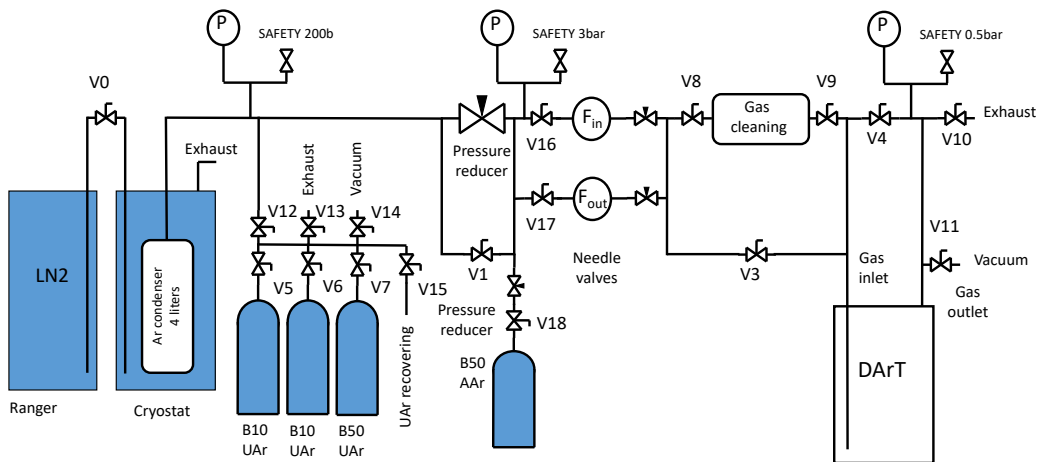 P
SAFETY 200b
P
SAFETY 3bar
P
SAFETY 0.5bar
V0
V8
V9
Exhaust
F_in
Gas
cleaning
V16
V4
V10
Exhaust
Pressure
reducer
Exhaust
Vacuum
V12
V13
V14
F_out
V17
V11
LN2
Ar condenser
4 liters
V5
V6
V7
V15
V1
Needle
valves
V3
Gas
inlet
Vacuum
Gas
outlet
Pressure
reducer
V18
UAr recovering
B50
AAr
DArT
Ranger
Cryostat
B10
UAr
B10
UAr
B50
UAr